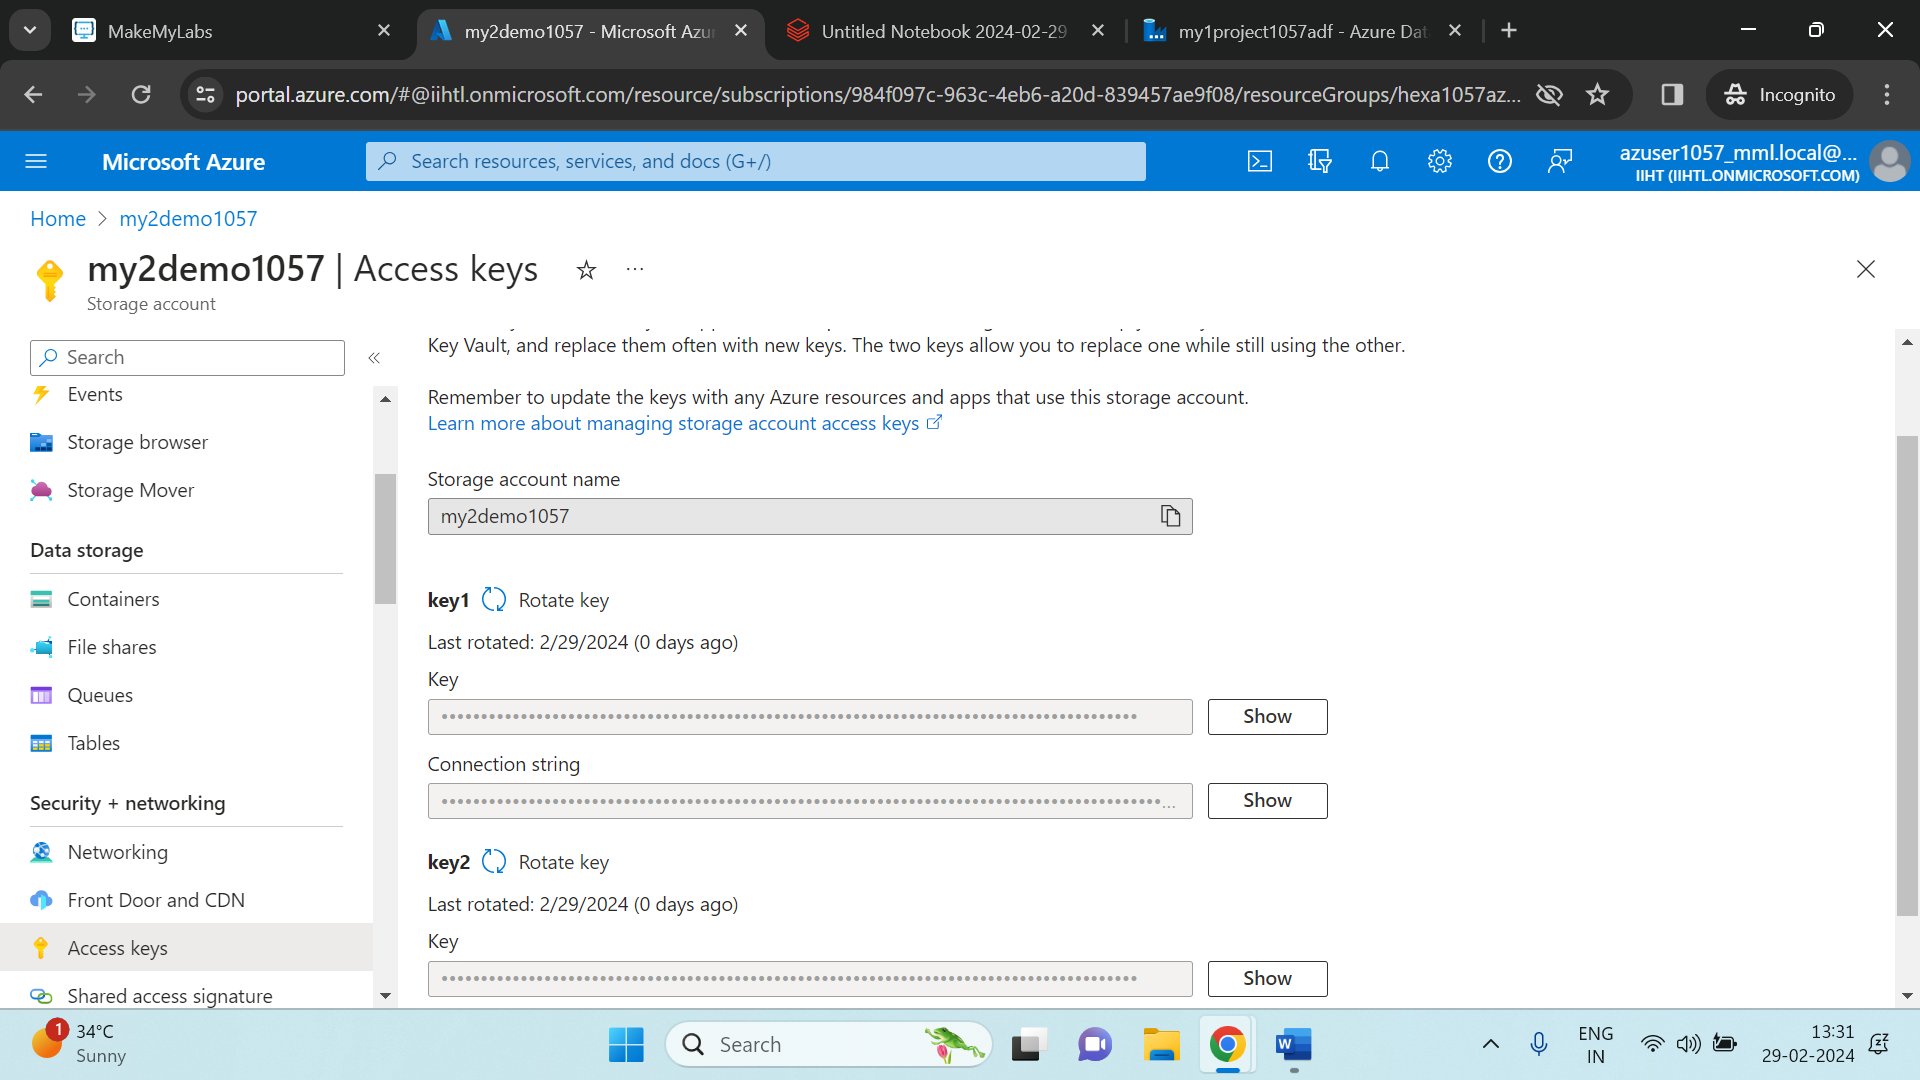 MakeMyLabs
my2demo1057 - Microsoft Azu
Untitled Notebook 2024-02-29
my1project1057adf - Azure Dat
portal.azure.com/#@iihtl.onmicrosoft.com/resource/subscriptions/984f097c-963c-4eb6-a20d-839457ae9f08/resourceGroups/hexa1057az...
Incognito
Microsoft Azure
Search resources, services, and docs (G+/)
azuser1057_mml.local@...
IIHT (IIHTL.ONMICROSOFT.COM)
Home > my2demo1057
my2demo1057 | Access keys
Storage account
Search
Events
Storage browser
Storage Mover
Data storage
Containers
File shares
Queues
Tables
Security + networking
Networking
Front Door and CDN
Access keys
Shared access signature
Key Vault, and replace them often with new keys. The two keys allow you to replace one while still using the other.
Remember to update the keys with any Azure resources and apps that use this storage account.
Learn more about managing storage account access keys
Storage account name
my2demo1057
key1 Rotate key
Last rotated: 2/29/2024 (0 days ago)
Key
Show
Connection string
Show
key2 Rotate key
Last rotated: 2/29/2024 (0 days ago)
Key
Show
1
34°C
Sunny
Search
ENG
IN
13:31
29-02-2024